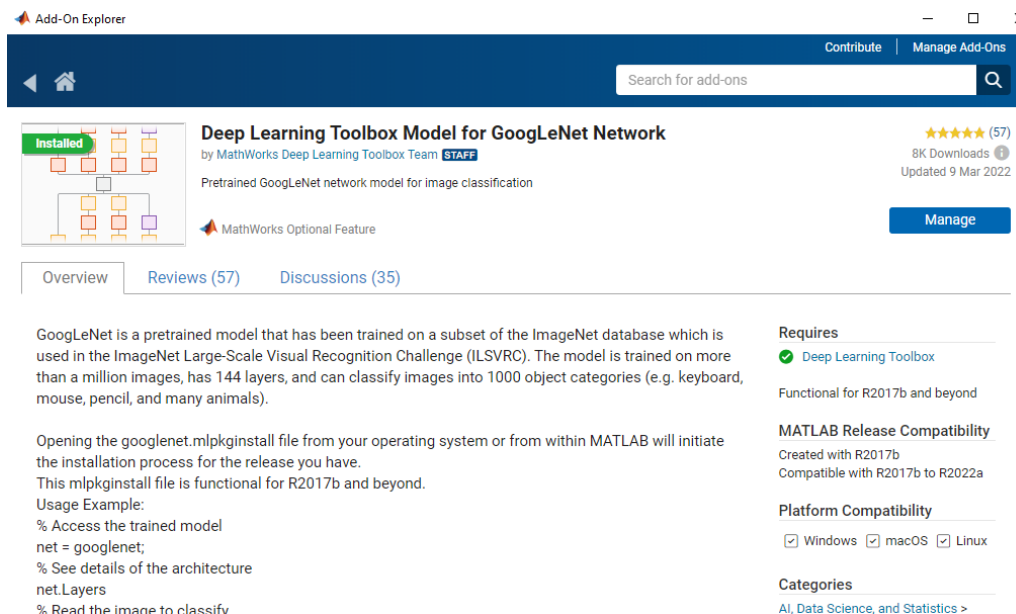 Add-On Explorer
Contribute | Manage Add-Ons
Search for add-ons
Installed
Deep Learning Toolbox Model for GoogLeNet Network
by MathWorks Deep Learning Toolbox Team STAFF
Pretrained GoogLeNet network model for image classification
MathWorks Optional Feature
(57)
8K Downloads
Updated 9 Mar 2022
Manage
Overview
Reviews (57)
Discussions (35)
GoogLeNet is a pretrained model that has been trained on a subset of the ImageNet database which is
used in the ImageNet Large-Scale Visual Recognition Challenge (ILSVRC). The model is trained on more
than a million images, has 144 layers, and can classify images into 1000 object categories (e.g. keyboard,
mouse, pencil, and many animals).
Opening the googlenet.mlpkginstall file from your operating system or from within MATLAB will initiate
the installation process for the release you have.
This mlpkginstall file is functional for R2017b and beyond.
Usage Example:
% Access the trained model
net = googlenet;
% See details of the architecture
net.Layers
% Read the image to classify
Requires
Deep Learning Toolbox
Functional for R2017b and beyond
MATLAB Release Compatibility
Created with R2017b
Compatible with R2017b to R2022a
Platform Compatibility
Windows macOS Linux
Categories
AI, Data Science, and Statistics >